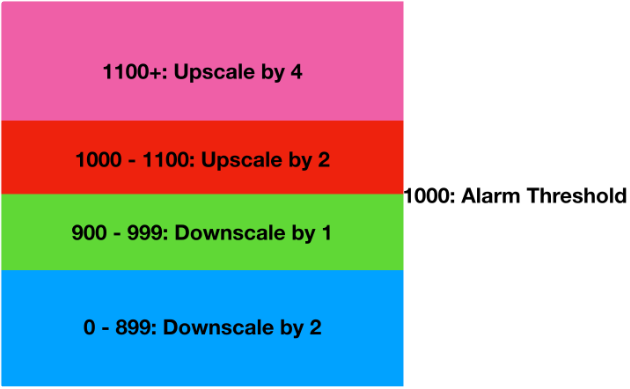 1100+: Upscale by 4
1000 - 1100: Upscale by 2
1000: Alarm Threshold
900 - 999: Downscale by 1
0 - 899: Downscale by 2